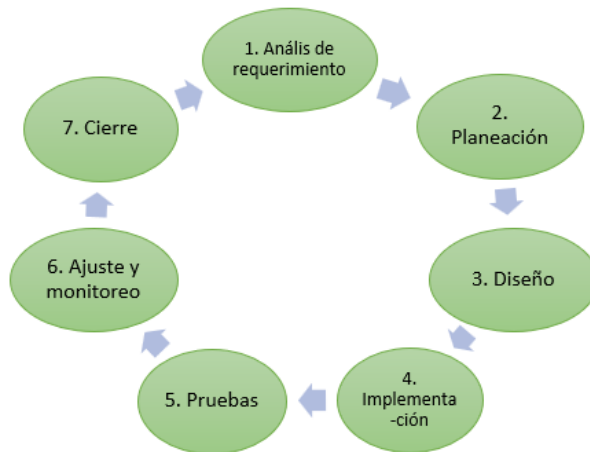 1. Anális de
requerimiento
2.
Planeación
3. Diseño
4.
Implementa
-ción
5. Pruebas
6. Ajuste y
monitoreo
7. Cierre